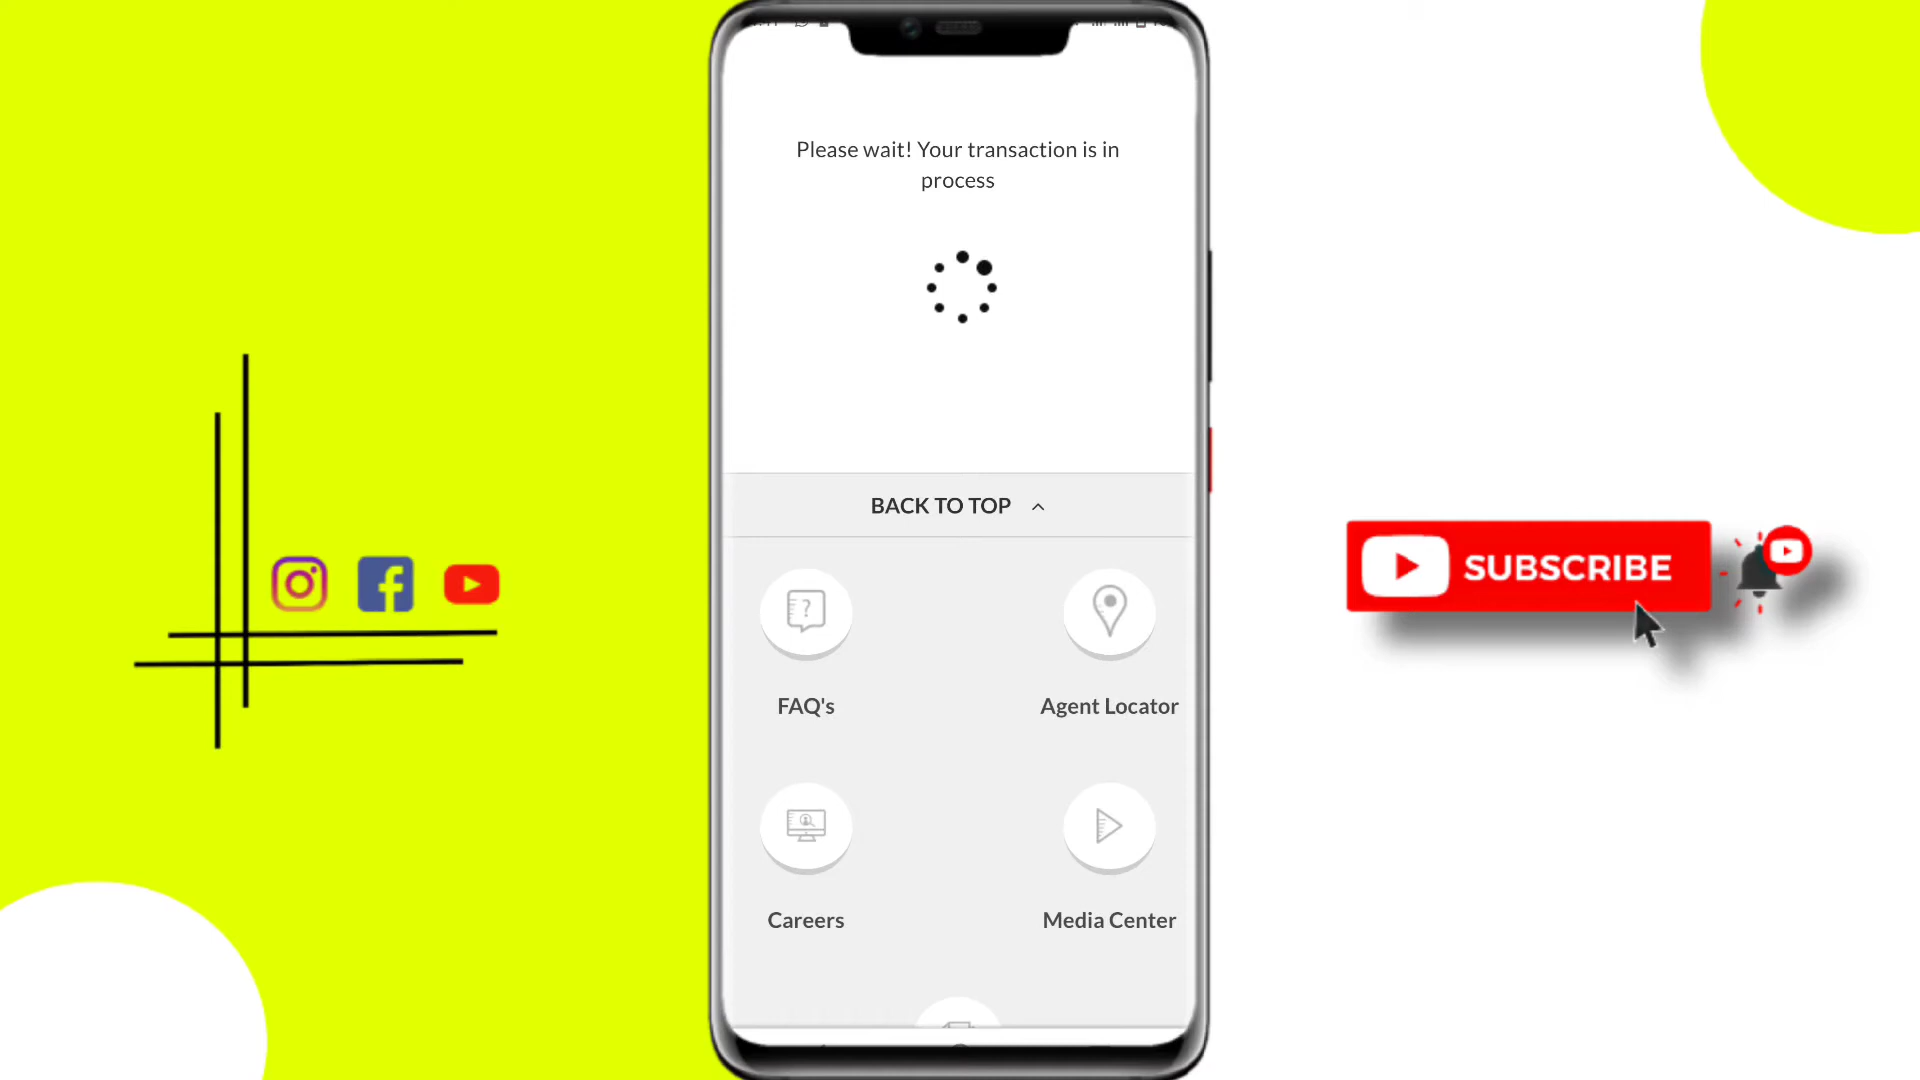 Please wait! Your transaction is in
process
BACK TO TOP
FAQ's
Agent Locator
Careers
Media Center
SUBSCRIBE